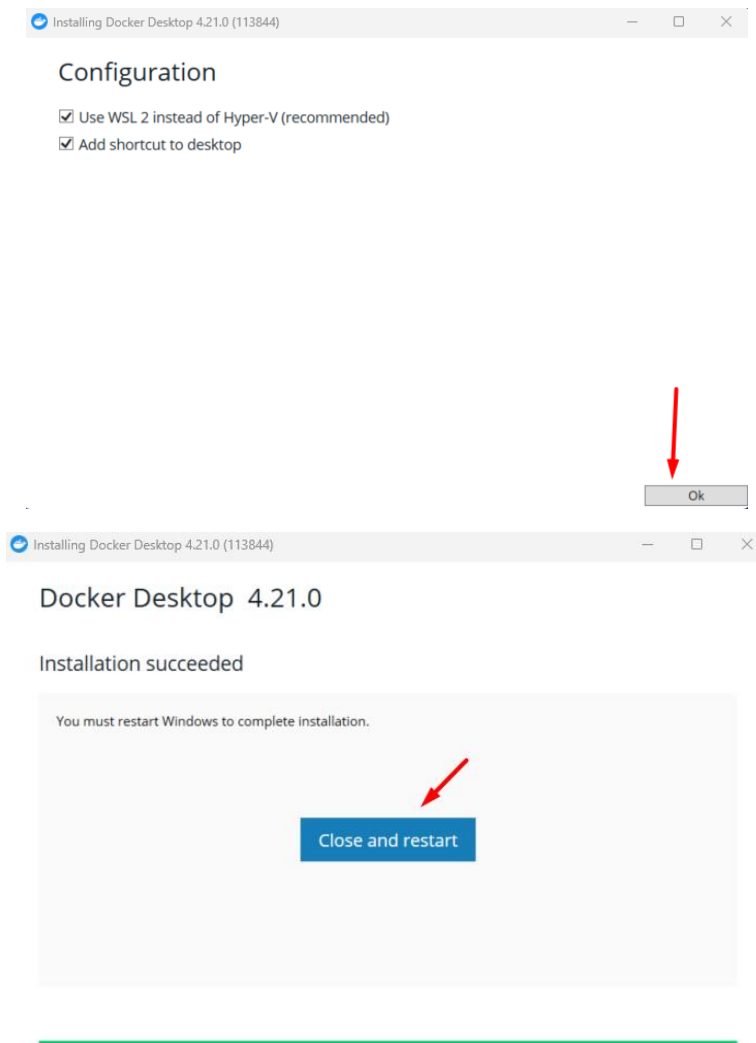 Installing Docker Desktop 4.21.0 (113844)
Configuration
Use WSL 2 instead of Hyper-V (recommended)
Add shortcut to desktop
Ok
Installing Docker Desktop 4.21.0 (113844)
Docker Desktop 4.21.0
Installation succeeded
You must restart Windows to complete installation.
Close and restart